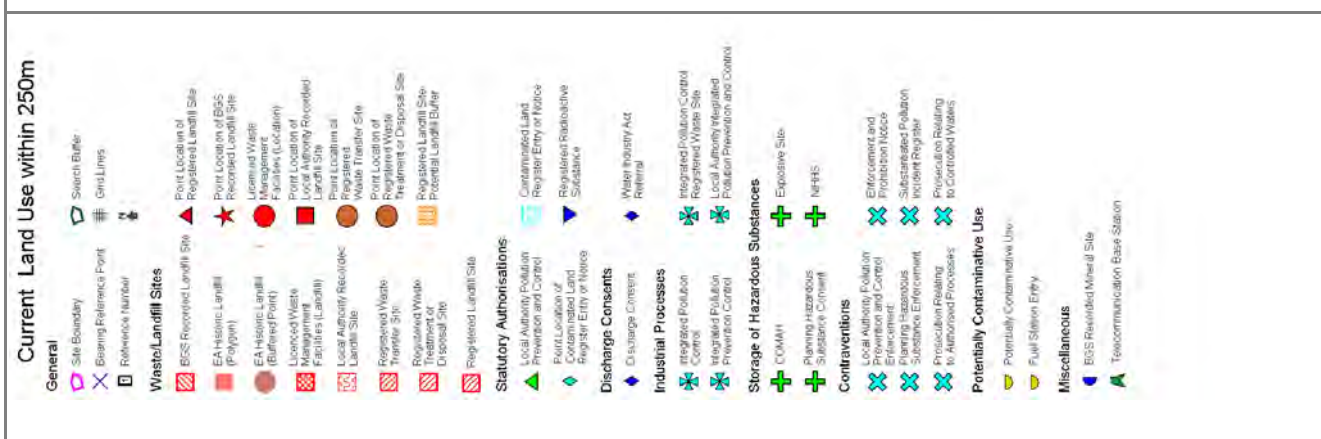 Current Land Use within 250m
General
Site Boundary
Search Buffer
Bearing Reference Point
Grid Lines
Reference Number
N
Waste/Landfill Sites
BGS Recorded Landfill Site
Point Location of
Registered Landfill Site
EA Historic Landfill
(Polygon)
Point Location of BGS
Recorded Landfill Site
EA Historic Landfill
(Buffered Point)
Licensed Waste
Management
Facilities (Location)
Licenced Waste
Management
Facilities (Landfill)
Point Location of
Local Authority Recorded
Landfill Site
Local Authority Recorded
Landfill Site
Point Location of
Registered
Waste Transfer Site
Registered Waste
Transfer Site
Point Location of
Registered Waste
Treatment or Disposal Site
Registered Waste
Treatment or
Disposal Site
Registered Landfill Site
Potential Landfill Buffer
Registered Landfill Site
Statutory Authorisations
Local Authority Pollution
Prevention and Control
Contaminated Land
Register Entry or Notice
Point Location of
Contaminated Land
Register Entry or Notice
Registered Radioactive
Substance
Discharge Consents
Discharge Consent
Water Industry Act
Referral
Industrial Processes
Integrated Pollution
Control
Integrated Pollution Control
Registered Waste Site
Integrated Pollution
Prevention Control
Local Authority Integrated
Pollution Prevention and Control
Storage of Hazardous Substances
COMAH
Explosive Site
Planning Hazardous
Substance Consent
NIHHS
Contraventions
Local Authority Pollution
Prevention and Control
Enforcement
Enforcement and
Prohibition Notice
Planning Hazardous
Substance Enforcement
Substantiated Pollution
Incident Register
Prosecution Relating
to Authorised Processes
Prosecution Relating
to Controlled Waters
Potentially Contaminative Use
Potentially Contaminative Use
Fuel Station Entry
Miscellaneous
BGS Recorded Mineral Site
Telecommunication Base Station